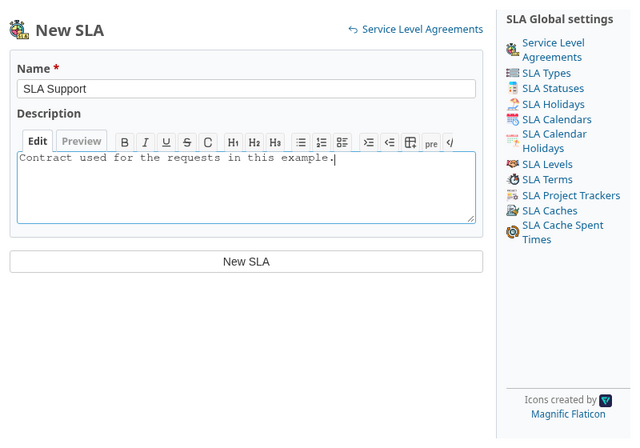 New SLA
Service Level Agreements
Name *
SLA Support
Description
Edit
Preview
B I U S C H1 H2 H3 pre
Contract used for the requests in this example.
New SLA
SLA Global settings
Service Level
Agreements
SLA Types
SLA Statuses
SLA Holidays
SLA Calendars
SLA Calendar
Holidays
SLA Levels
SLA Terms
SLA Project Trackers
SLA Caches
SLA Cache Spent
Times
Icons created by
Magnific Flaticon